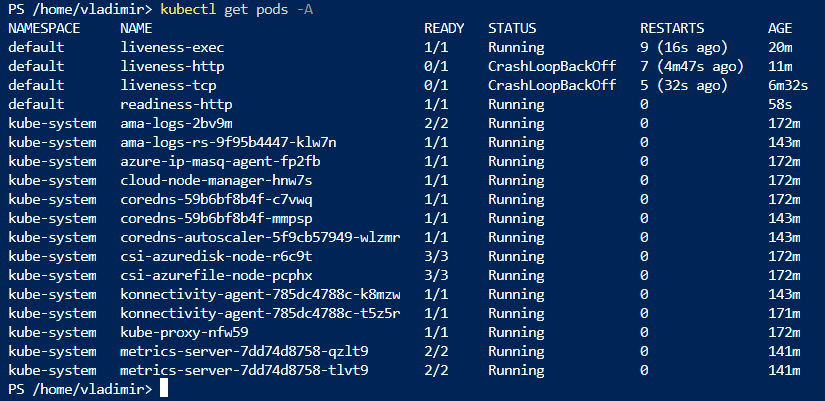 PS /home/vladimir> kubectl get pods -A
NAMESPACE NAME READY STATUS RESTARTS AGE
default liveness-exec 1/1 Running 9 (16s ago) 20m
default liveness-http 0/1 CrashLoopBackOff 7 (4m47s ago) 11m
default liveness-tcp 0/1 CrashLoopBackOff 5 (32s ago) 6m32s
default readiness-http 1/1 Running 0 58s
kube-system ama-logs-2bv9m 2/2 Running 0 172m
kube-system ama-logs-rs-9f95b4447-klw7n 1/1 Running 0 143m
kube-system azure-ip-masq-agent-fp2fb 1/1 Running 0 172m
kube-system cloud-node-manager-hnw7s 1/1 Running 0 172m
kube-system coredns-59b6bf8b4f-c7vwq 1/1 Running 0 172m
kube-system coredns-59b6bf8b4f-mmpsp 1/1 Running 0 143m
kube-system coredns-autoscaler-5f9cb57949-wlzmr 1/1 Running 0 143m
kube-system csi-azuredisk-node-r6c9t 3/3 Running 0 172m
kube-system csi-azurefile-node-pcphx 3/3 Running 0 172m
kube-system konnectivity-agent-785dc4788c-k8mzw 1/1 Running 0 143m
kube-system konnectivity-agent-785dc4788c-t5z5r 1/1 Running 0 171m
kube-system kube-proxy-nfw59 1/1 Running 0 172m
kube-system metrics-server-7dd74d8758-qzlt9 2/2 Running 0 141m
kube-system metrics-server-7dd74d8758-tlvt9 2/2 Running 0 141m
PS /home/vladimir>